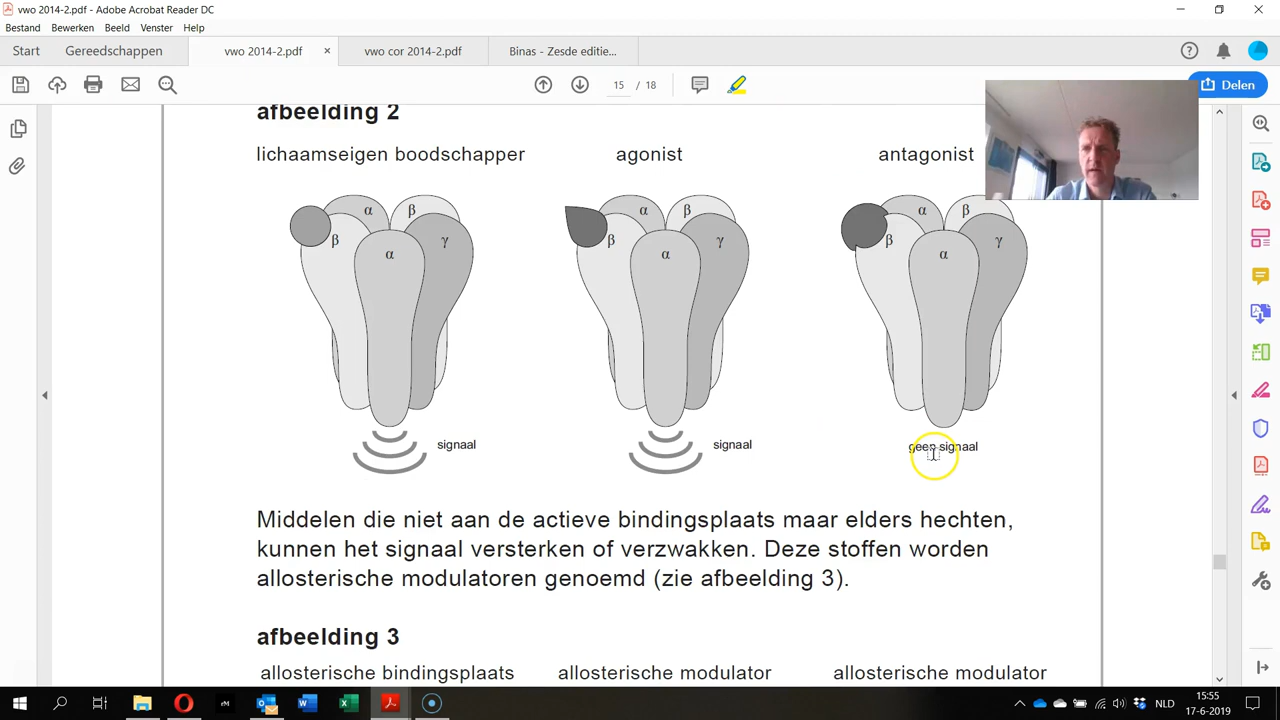 vwo 2014-2.pdf - Adobe Acrobat Reader DC
Bestand Bewerken Beeld Venster Help
Start Gereedschappen vwo 2014-2.pdf × vwo cor 2014-2.pdf Binas - Zesde editie...
15 / 18
Delen
afbeelding 2
lichaamseigen boodschapper agonist antagonist
α β β γ α
α β β γ α
α β β γ α
signaal signaal geen signaal
Middelen die niet aan de actieve bindingsplaats maar elders hechten,
kunnen het signaal versterken of verzwakken. Deze stoffen worden
allosterische modulatoren genoemd (zie afbeelding 3).
afbeelding 3
allosterische bindingsplaats allosterische modulator allosterische modulator
NLD
15:55
17-6-2019